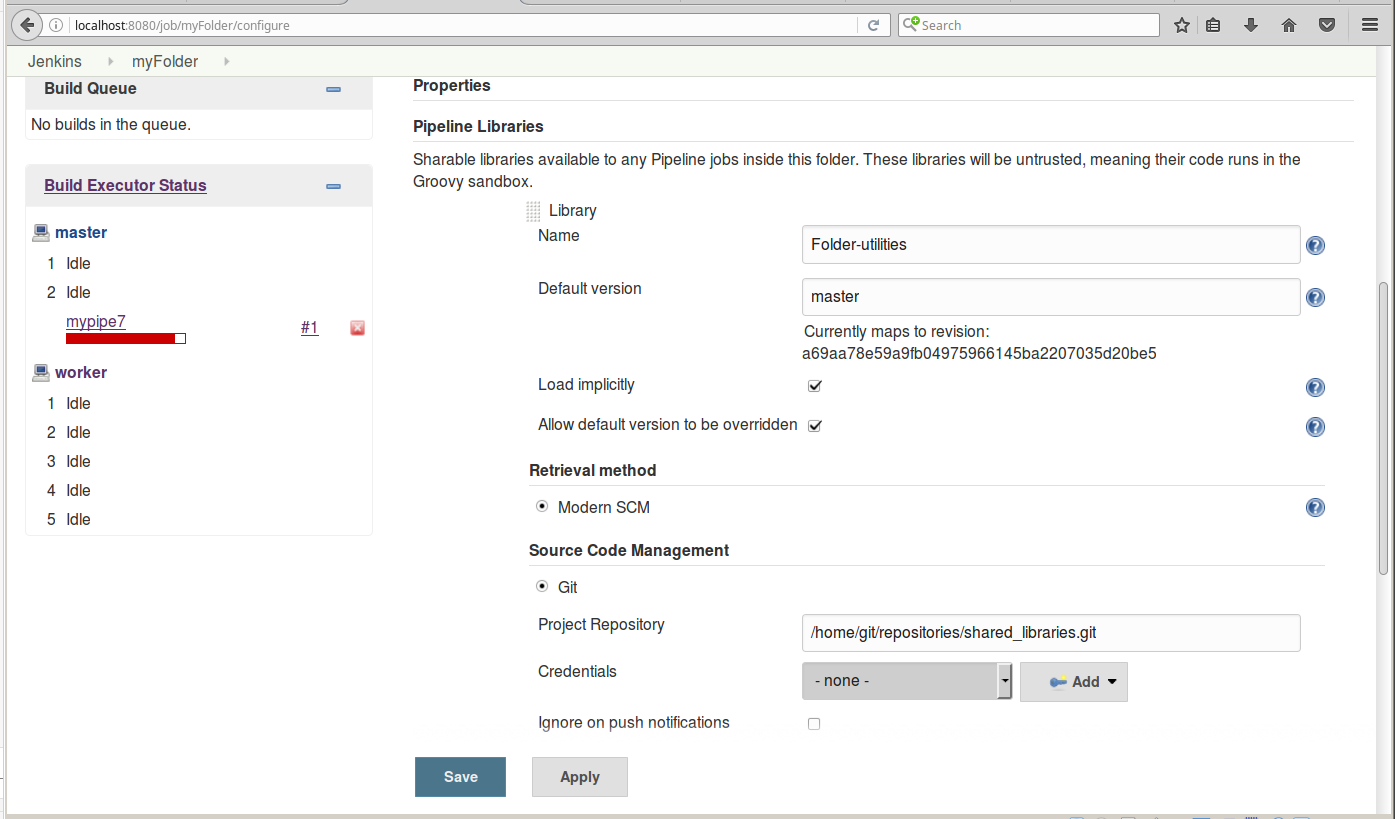 localhost:8080/job/myFolder/configure
Search
Jenkins
myFolder
Build Queue
No builds in the queue.
Build Executor Status
master
1 Idle
2 Idle
mypipe7 #1
worker
1 Idle
2 Idle
3 Idle
4 Idle
5 Idle
Properties
Pipeline Libraries
Sharable libraries available to any Pipeline jobs inside this folder. These libraries will be untrusted, meaning their code runs in the
Groovy sandbox.
Library
Name Folder-utilities
Default version master
Currently maps to revision:
a69aa78e59a9fb04975966145ba2207035d20be5
Load implicitly
Allow default version to be overridden
Retrieval method
Modern SCM
Source Code Management
Git
Project Repository /home/git/repositories/shared_libraries.git
Credentials - none - Add
Ignore on push notifications
Save Apply